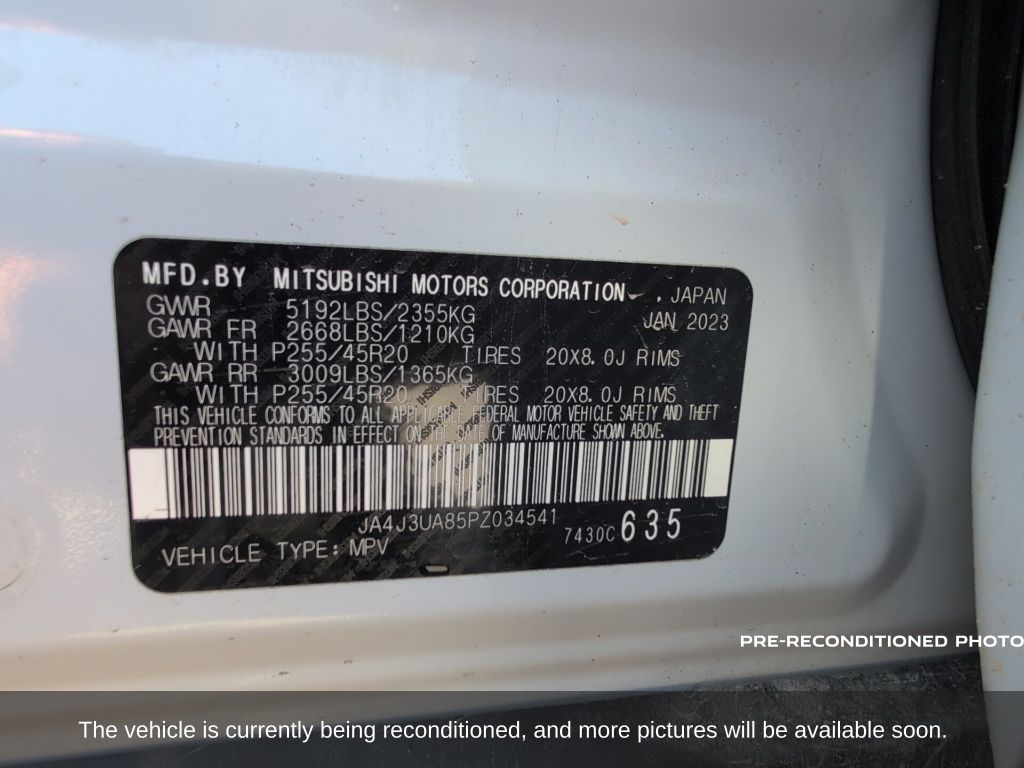 MFD.BY MITSUBISHI MOTORS CORPORATION , JAPAN
GWWR 5192LBS/2355KG JAN 2023
GAWR FR 2668LBS/1210KG
WITH P255/45R20 TIRES 20X8.0J RIMS
GAWR RR 3009LBS/1365KG
WITH P255/45R20 TIRES 20X8.0J RIMS
THIS VEHICLE CONFORMS TO ALL APPLICABLE FEDERAL MOTOR VEHICLE SAFETY AND THEFT
PREVENTION STANDARDS IN EFFECT ON THE DATE OF MANUFACTURE SHOWN ABOVE.
JA4J3UA85PZ034541
VEHICLE TYPE: MPV 7430C 635
PRE-RECONDITIONED PHOTO
The vehicle is currently being reconditioned, and more pictures will be available soon.